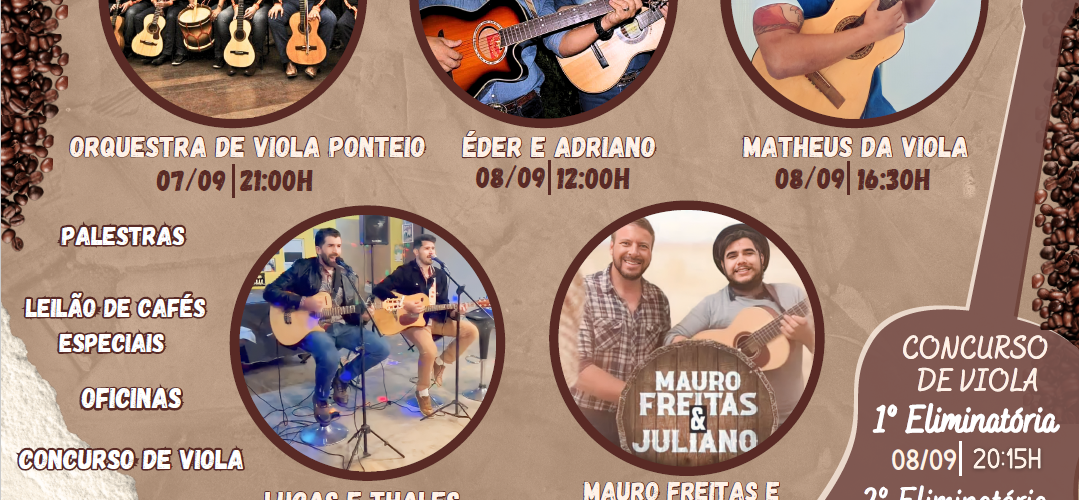 ORQUESTRA DE VIOLA PONTEIO
07/09 | 21:00H
ÉDER E ADRIANO
08/09 | 12:00H
MATHEUS DA VIOLA
08/09 | 16:30H
PALESTRAS
LEILÃO DE CAFÉS
ESPECIAIS
OFICINAS
CONCURSO DE VIOLA
LUCAS E THALES
MAURO
FREITAS
&
JULIANO
MAURO FREITAS E
CONCURSO
DE VIOLA
1º Eliminatória
08/09 | 20:15H
2º Eliminatória